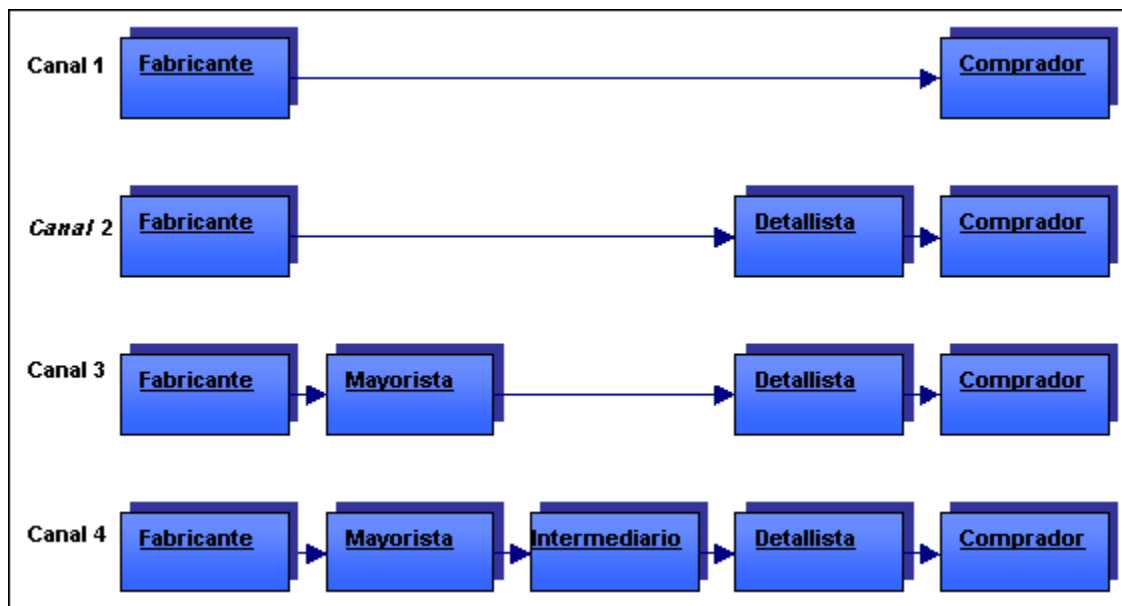 Canal 1 Fabricante Comprador
Canal 2 Fabricante Detallista Comprador
Canal 3 Fabricante Mayorista Detallista Comprador
Canal 4 Fabricante Mayorista Intermediario Detallista Comprador